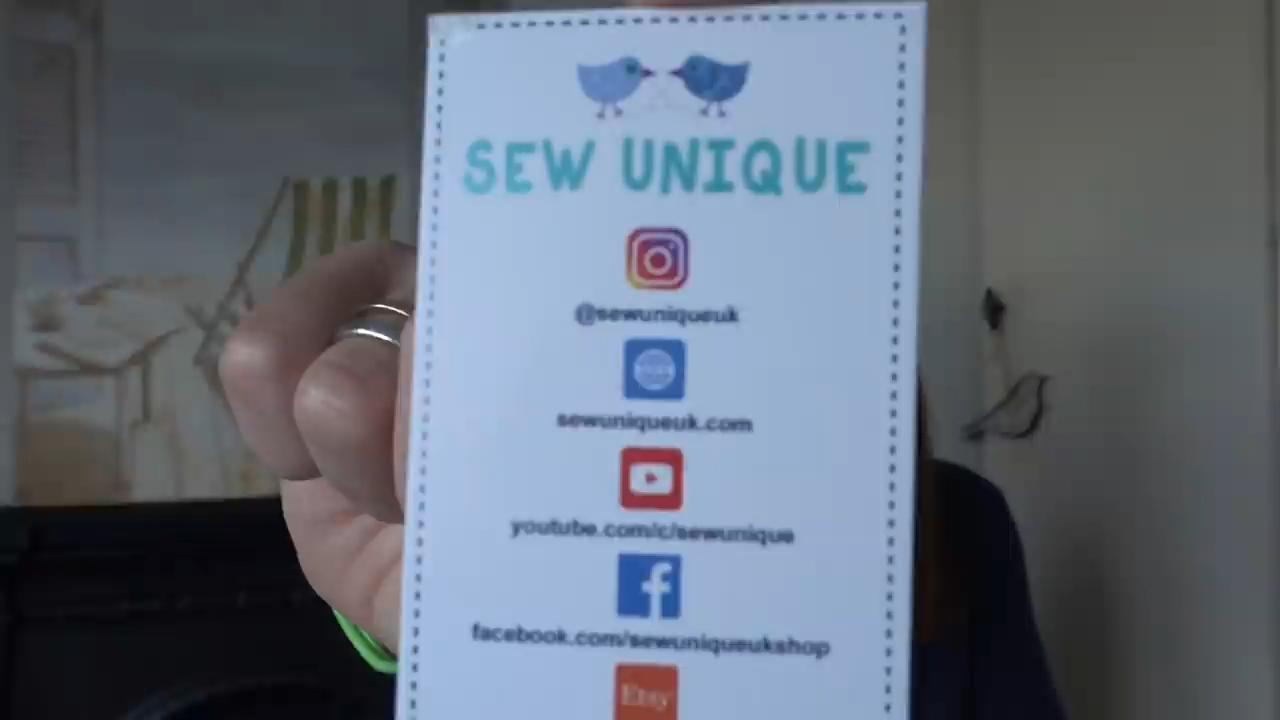 SEW UNIQUE
@sewuniqueuk
sewuniqueuk.com
youtube.com/c/sewunique
facebook.com/sewuniqueukshop
Etsy